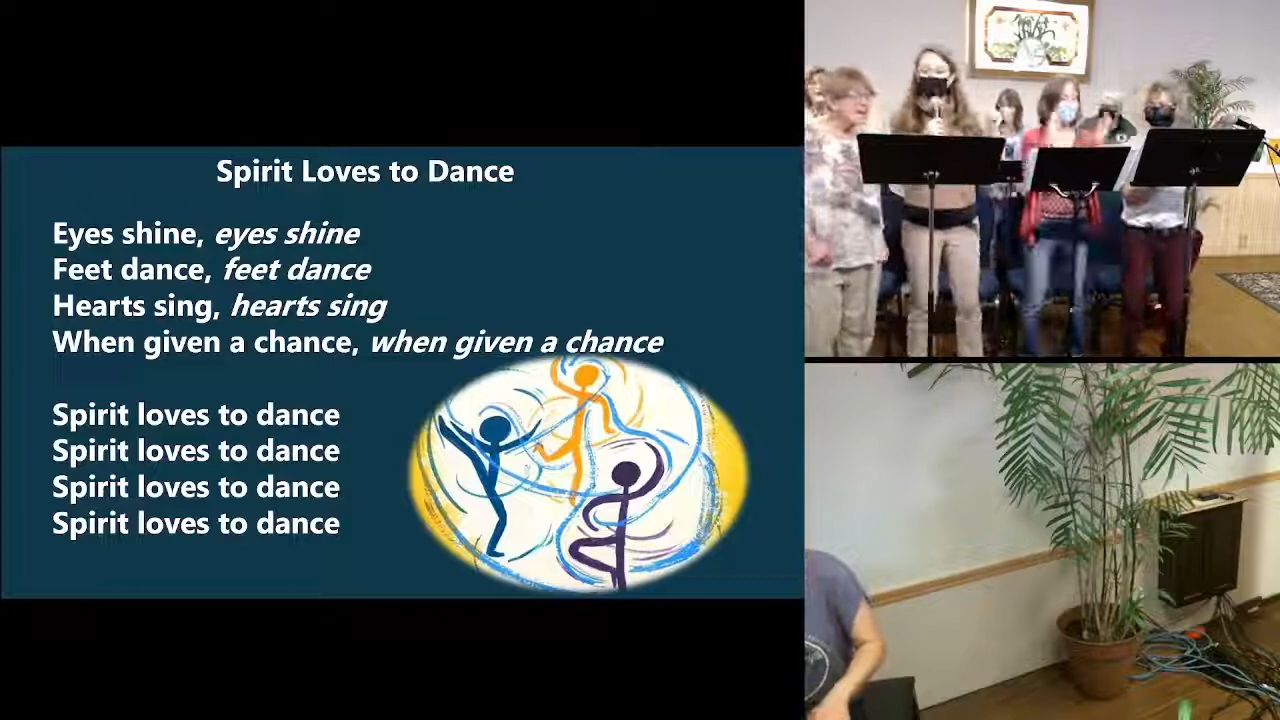 Spirit Loves to Dance
Eyes shine, eyes shine
Feet dance, feet dance
Hearts sing, hearts sing
When given a chance, when given a chance
Spirit loves to dance
Spirit loves to dance
Spirit loves to dance
Spirit loves to dance